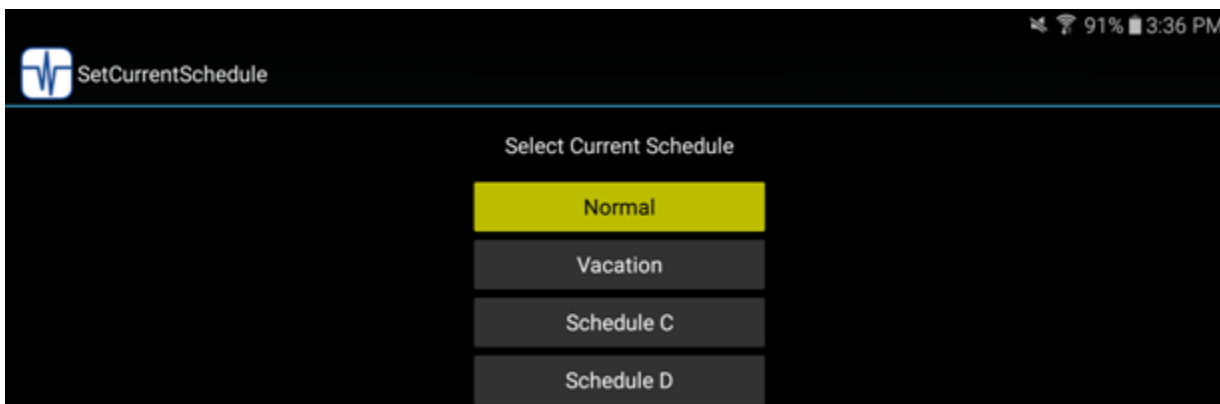 91% 3:36 PM
SetCurrentSchedule
Select Current Schedule
Normal
Vacation
Schedule C
Schedule D